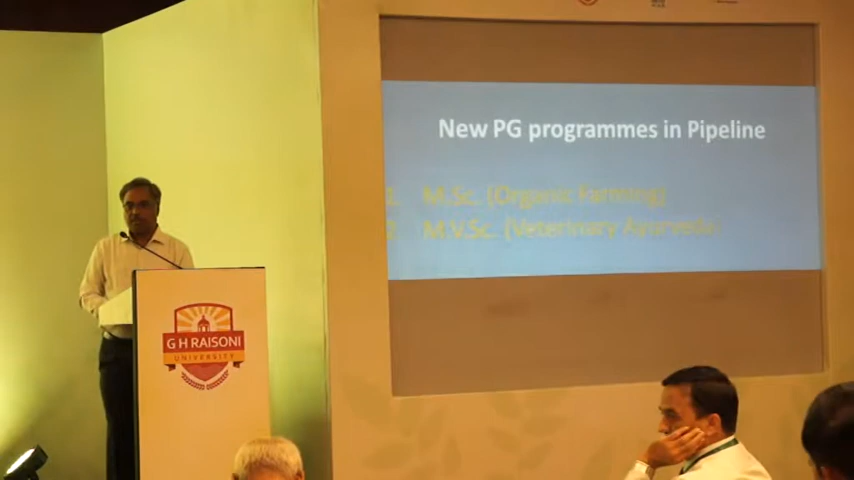 New PG programmes in Pipeline
1. M.Sc. (Organic Farming)
2. M.V.Sc. (Veterinary Ayurveda)
G H RAISONI
UNIVERSITY